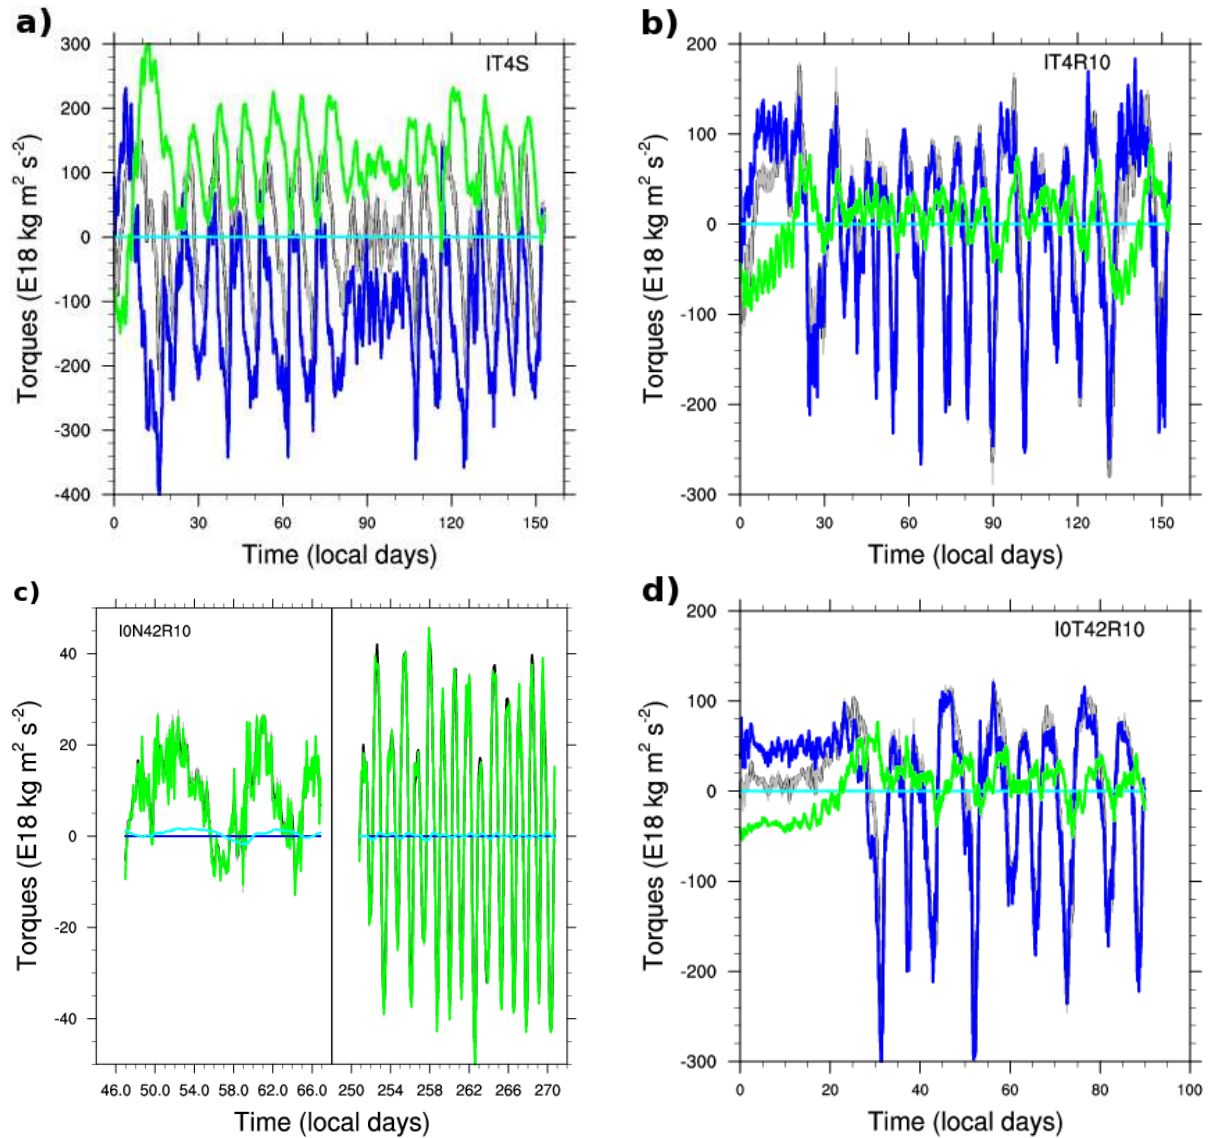 a)
IT4S
300
200
100
0
-100
-200
-300
-400
Torques (E18 kg m² s⁻²)
0 30 60 90 120 150
Time (local days)
b)
IT4R10
200
100
0
-100
-200
-300
Torques (E18 kg m² s⁻²)
0 30 60 90 120 150
Time (local days)
c)
I0N42R10
40
20
0
-20
-40
Torques (E18 kg m² s⁻²)
46.0 50.0 54.0 58.0 62.0 66.0 250 254 258 262 266 270
Time (local days)
d)
I0T42R10
200
100
0
-100
-200
-300
Torques (E18 kg m² s⁻²)
0 20 40 60 80 100
Time (local days)